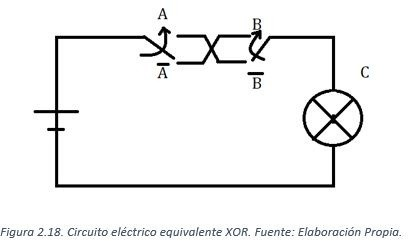 A
B
A̅
B̅
C
Figura 2.18. Circuito eléctrico equivalente XOR. Fuente: Elaboración Propia.